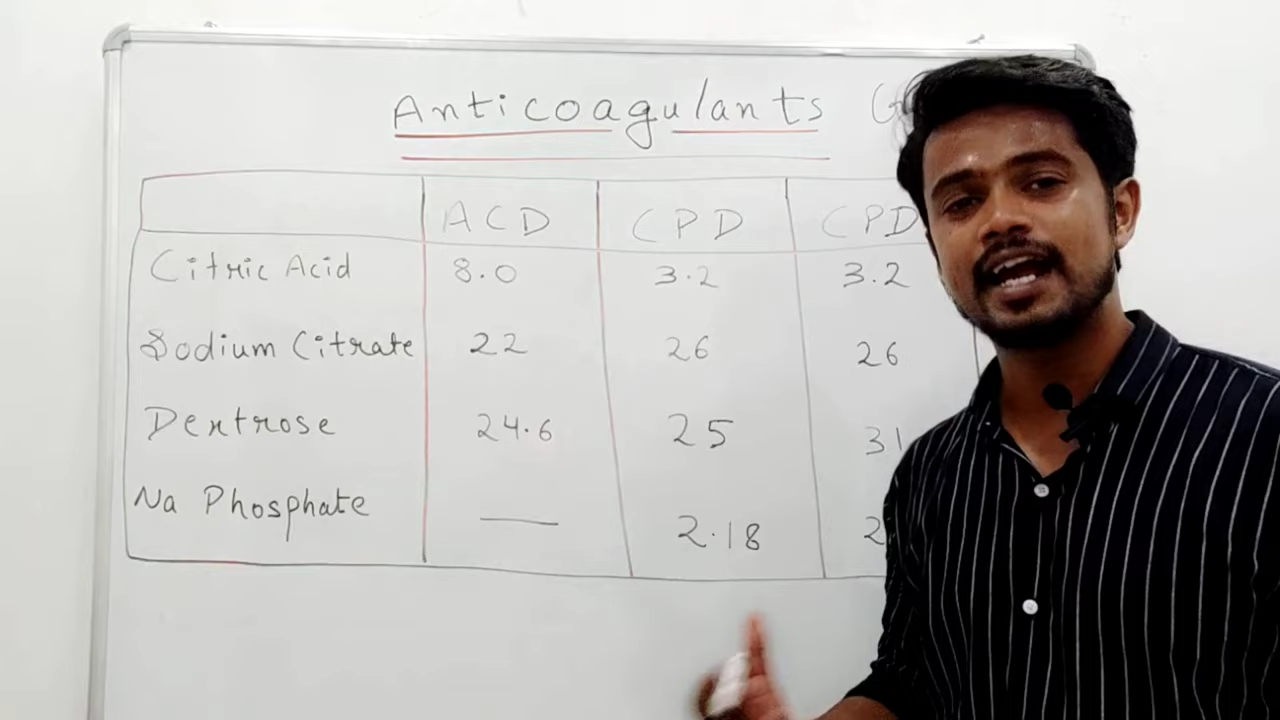 Anticoagulants
ACD CPD CPD
Citric Acid 8.0 3.2 3.2
Sodium Citrate 22 26 26
Dextrose 24.6 25 31
Na Phosphate — 2.18